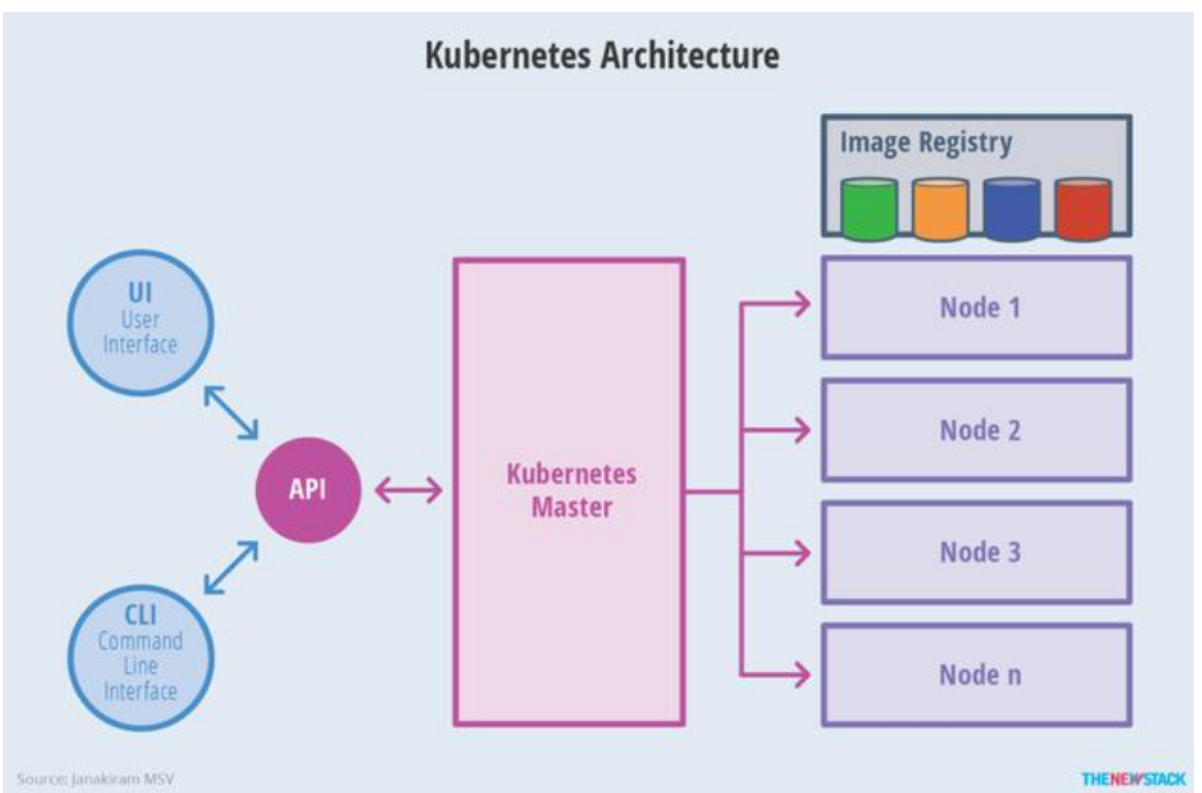 Kubernetes Architecture
Image Registry
UI
User
Interface
API
CLI
Command
Line
Interface
Kubernetes
Master
Node 1
Node 2
Node 3
Node n
Source: Janakiram MSV
THENEWSTACK